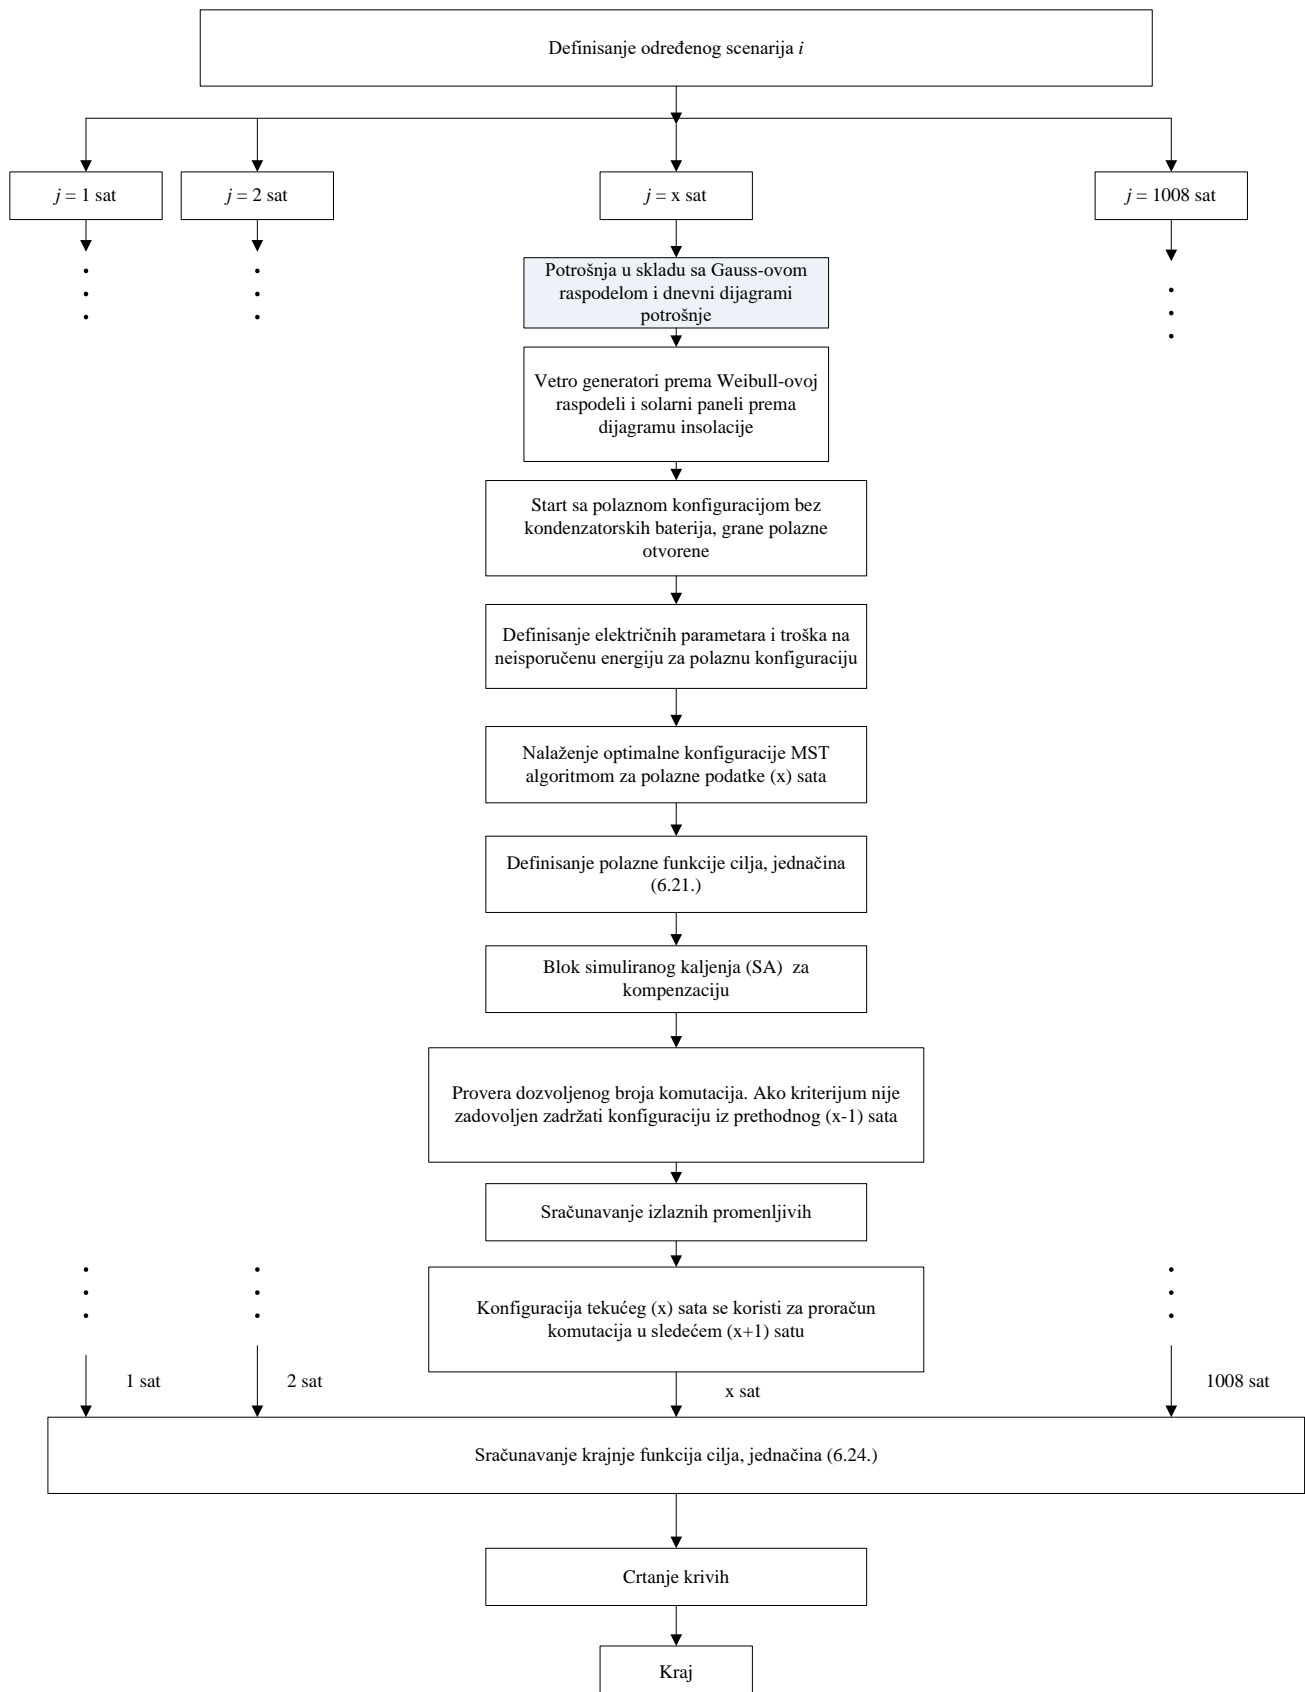 Definisanje određenog scenarija i
j = 1 sat
j = 2 sat
j = x sat
j = 1008 sat
Potrošnja u skladu sa Gauss-ovom
raspodelom i dnevni dijagrami
potrošnje
Vetro generatori prema Weibull-ovoj
raspodeli i solarni paneli prema
dijagramu insolacije
Start sa polaznom konfiguracijom bez
kondenzatorskih baterija, grane polazne
otvorene
Definisanje električnih parametara i troška na
neisporučenu energiju za polaznu konfiguraciju
Nalaženje optimalne konfiguracije MST
algoritmom za polazne podatke (x) sata
Definisanje polazne funkcije cilja, jednačina
(6.21.)
Blok simuliranog kaljenja (SA) za
kompenzaciju
Provera dozvoljenog broja komutacija. Ako kriterijum nije
zadovoljen zadržati konfiguraciju iz prethodnog (x-1) sata
Sračunavanje izlaznih promenljivih
Konfiguracija tekućeg (x) sata se koristi za proračun
komutacija u sledećem (x+1) satu
1 sat
2 sat
x sat
1008 sat
Sračunavanje krajnje funkcija cilja, jednačina (6.24.)
Crtanje krivih
Kraj